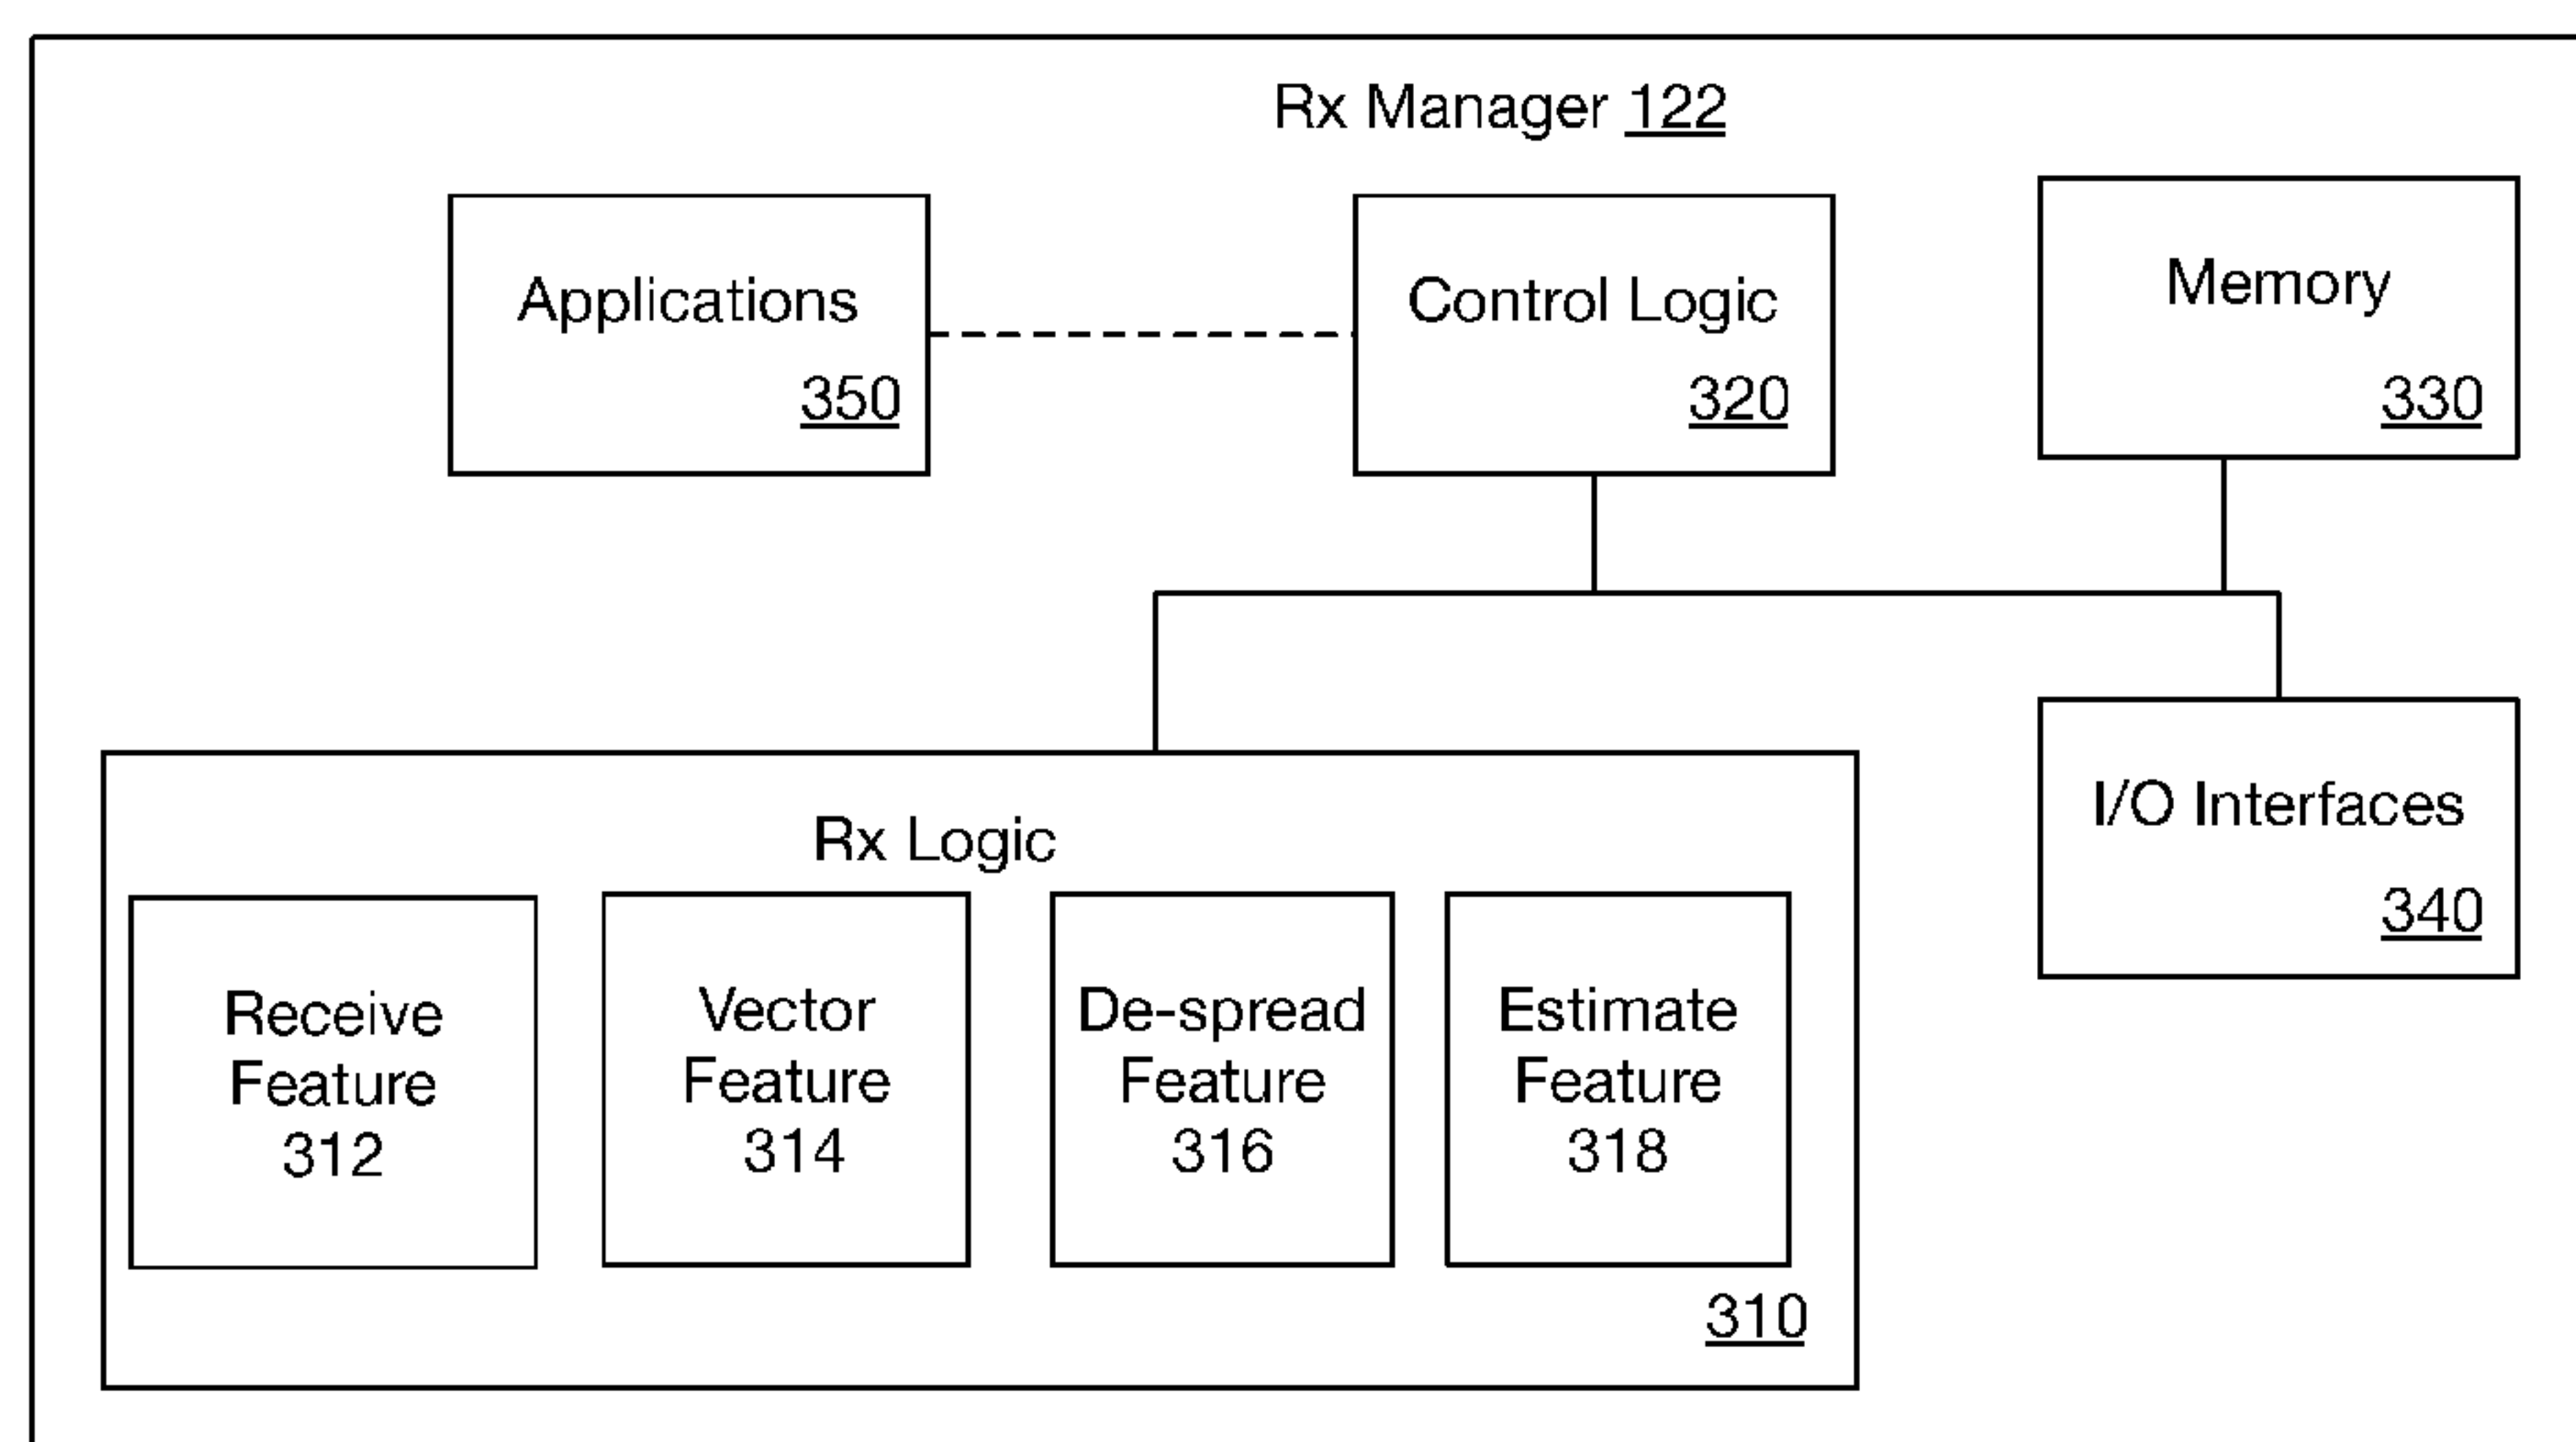 Rx Manager 122
Applications
350
Control Logic
320
Memory
330
I/O Interfaces
340
Rx Logic
Receive
Feature
312
Vector
Feature
314
De-spread
Feature
316
Estimate
Feature
318
310